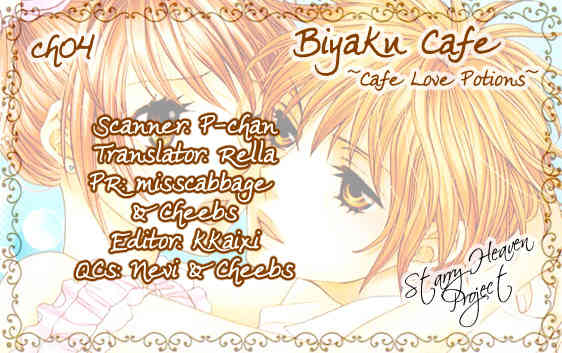 ch04
Biyaku Cafe
~Cafe Love Potions~
Scanner: P-chan
Translator: Rella
PR: misscabbage
& Cheebs
Editor: KKaixi
QCs: Nevi & Cheebs
Starry Heaven
Project